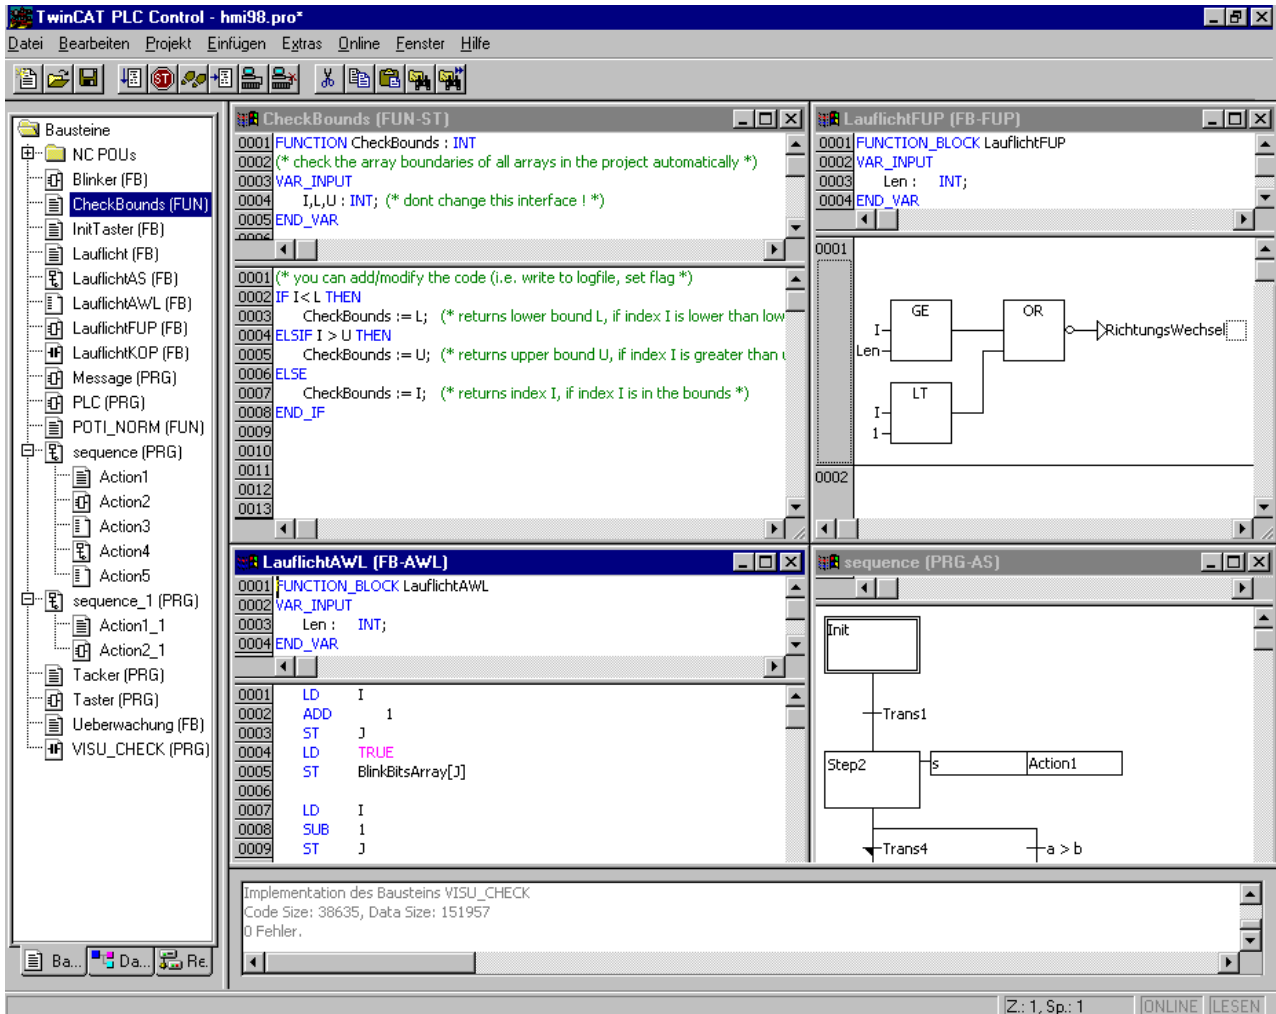 TwinCAT PLC Control - hmi98.pro*
Datei Bearbeiten Projekt Einfügen Extras Online Fenster Hilfe
Bausteine
NC POUs
Blinker (FB)
CheckBounds (FUN)
InitTaster (FB)
Lauflicht (FB)
LauflichtAS (FB)
LauflichtAWL (FB)
LauflichtFUP (FB)
LauflichtKOP (FB)
Message (PRG)
PLC (PRG)
POTI_NORM (FUN)
sequence (PRG)
Action1
Action2
Action3
Action4
Action5
sequence_1 (PRG)
Action1_1
Action2_1
Tacker (PRG)
Taster (PRG)
Ueberwachung (FB)
VISU_CHECK (PRG)
Ba... Da... Re.
CheckBounds (FUN-ST)
0001 FUNCTION CheckBounds : INT
0002 (* check the array boundaries of all arrays in the project automatically *)
0003 VAR_INPUT
0004 I,L,U : INT; (* dont change this interface ! *)
0005 END_VAR
0006
0001 (* you can add/modify the code (i.e. write to logfile, set flag *)
0002 IF I< L THEN
0003 CheckBounds := L; (* returns lower bound L, if index I is lower than low
0004 ELSIF I > U THEN
0005 CheckBounds := U; (* returns upper bound U, if index I is greater than u
0006 ELSE
0007 CheckBounds := I; (* returns index I, if index I is in the bounds *)
0008 END_IF
0009
0010
0011
0012
0013
LauflichtFUP (FB-FUP)
0001 FUNCTION_BLOCK LauflichtFUP
0002 VAR_INPUT
0003 Len : INT;
0004 END_VAR
0001
GE OR
I
Len
RichtungsWechsel
LT
I
1
0002
LauflichtAWL (FB-AWL)
0001 FUNCTION_BLOCK LauflichtAWL
0002 VAR_INPUT
0003 Len : INT;
0004 END_VAR
0001 LD I
0002 ADD 1
0003 ST J
0004 LD TRUE
0005 ST BlinkBitsArray[J]
0006
0007 LD I
0008 SUB 1
0009 ST J
sequence (PRG-AS)
Init
Trans1
Step2 s Action1
Trans4 a > b
Implementation des Bausteins VISU_CHECK
Code Size: 38635, Data Size: 151957
0 Fehler.
Z.: 1, Sp.: 1 ONLINE LESEN